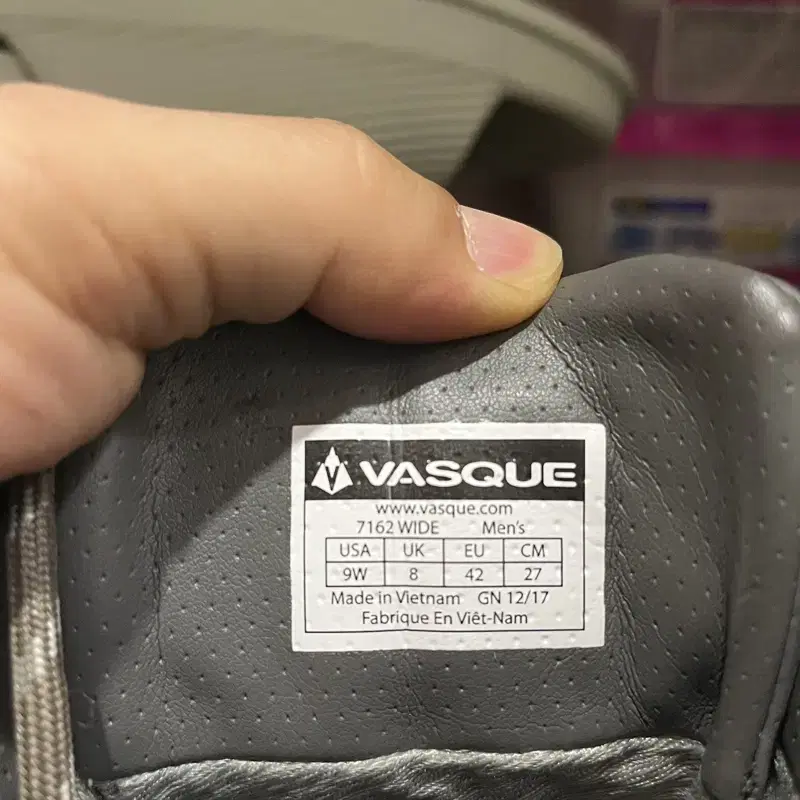 VASQUE
www.vasque.com
7162 WIDE Men's
USA UK EU CM
9W 8 42 27
Made in Vietnam GN 12/17
Fabrique En Viêt-Nam